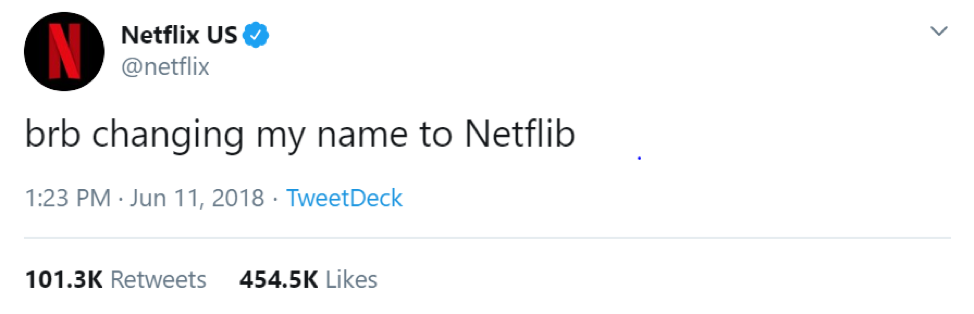 Netflix US
@netflix
brb changing my name to Netflib
1:23 PM · Jun 11, 2018 · TweetDeck
101.3K Retweets 454.5K Likes